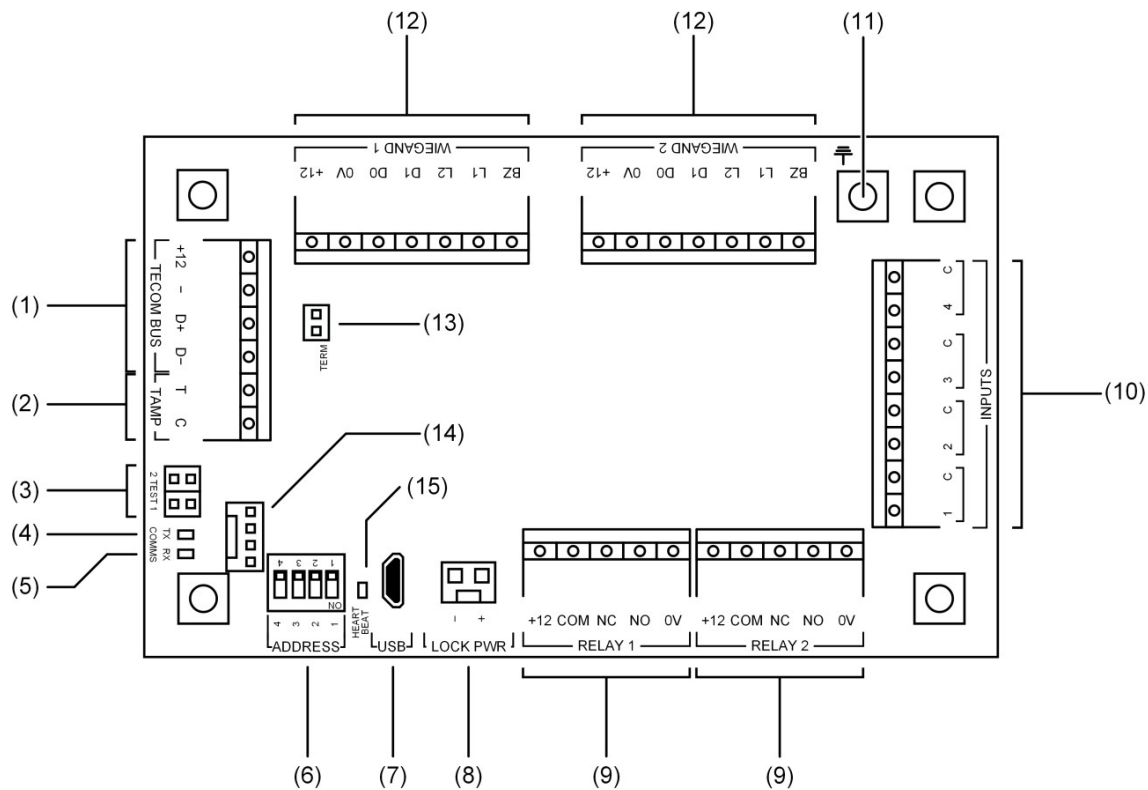 (12)
(12)
(11)
WIEGAND 1
+12 0V D0 D1 L2 L1 BZ
WIEGAND 2
+12 0V D0 D1 L2 L1 BZ
(1)
TECOM BUS
+12 - D+ D-
(2)
TAMP
T C
(13)
TERM
(3)
2 TEST 1
(4)
(5)
TX RX
COMMS
(14)
(15)
4 3 2 1
NO
4 3 2 1
ADDRESS
HEART
BEAT
USB
- +
LOCK PWR
+12 COM NC NO 0V
RELAY 1
+12 COM NC NO 0V
RELAY 2
C
4
C
3
C
2
C
1
INPUTS
(10)
(6)
(7)
(8)
(9)
(9)